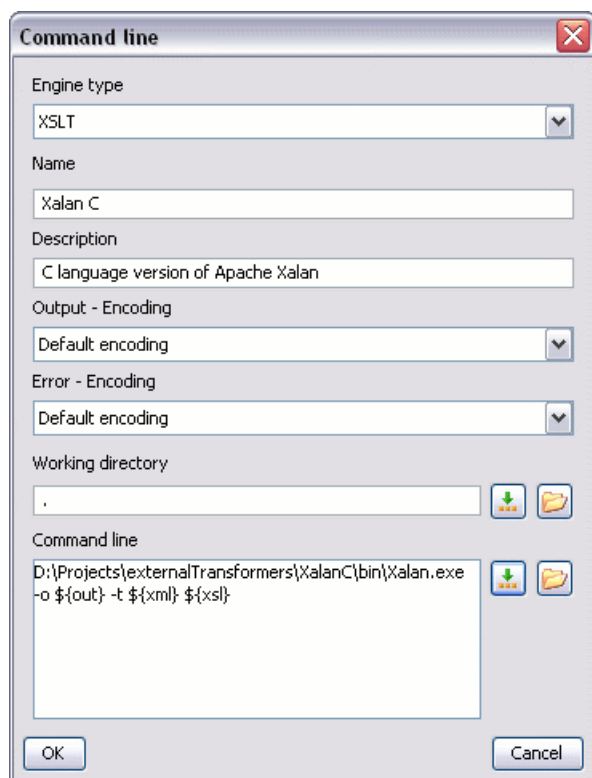 Command line
Engine type
XSLT
Name
Xalan C
Description
C language version of Apache Xalan
Output - Encoding
Default encoding
Error - Encoding
Default encoding
Working directory
.
Command line
D:\Projects\externalTransformers\XalanC\bin\Xalan.exe
-o ${out} -t ${xml} ${xsl}
OK
Cancel